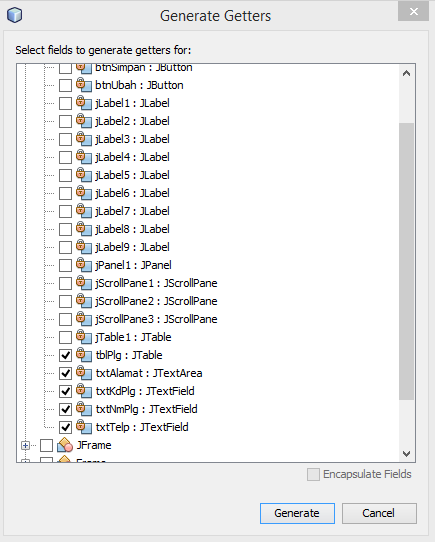 Generate Getters
Select fields to generate getters for:
btnSimpan : JButton
btnUbah : JButton
jLabel1 : JLabel
jLabel2 : JLabel
jLabel3 : JLabel
jLabel4 : JLabel
jLabel5 : JLabel
jLabel6 : JLabel
jLabel7 : JLabel
jLabel8 : JLabel
jLabel9 : JLabel
jPanel1 : JPanel
jScrollPane1 : JScrollPane
jScrollPane2 : JScrollPane
jScrollPane3 : JScrollPane
jTable1 : JTable
tblPlg : JTable
txtAlamat : JTextArea
txtKdPlg : JTextField
txtNmPlg : JTextField
txtTelp : JTextField
JFrame
Frame
Encapsulate Fields
Generate
Cancel